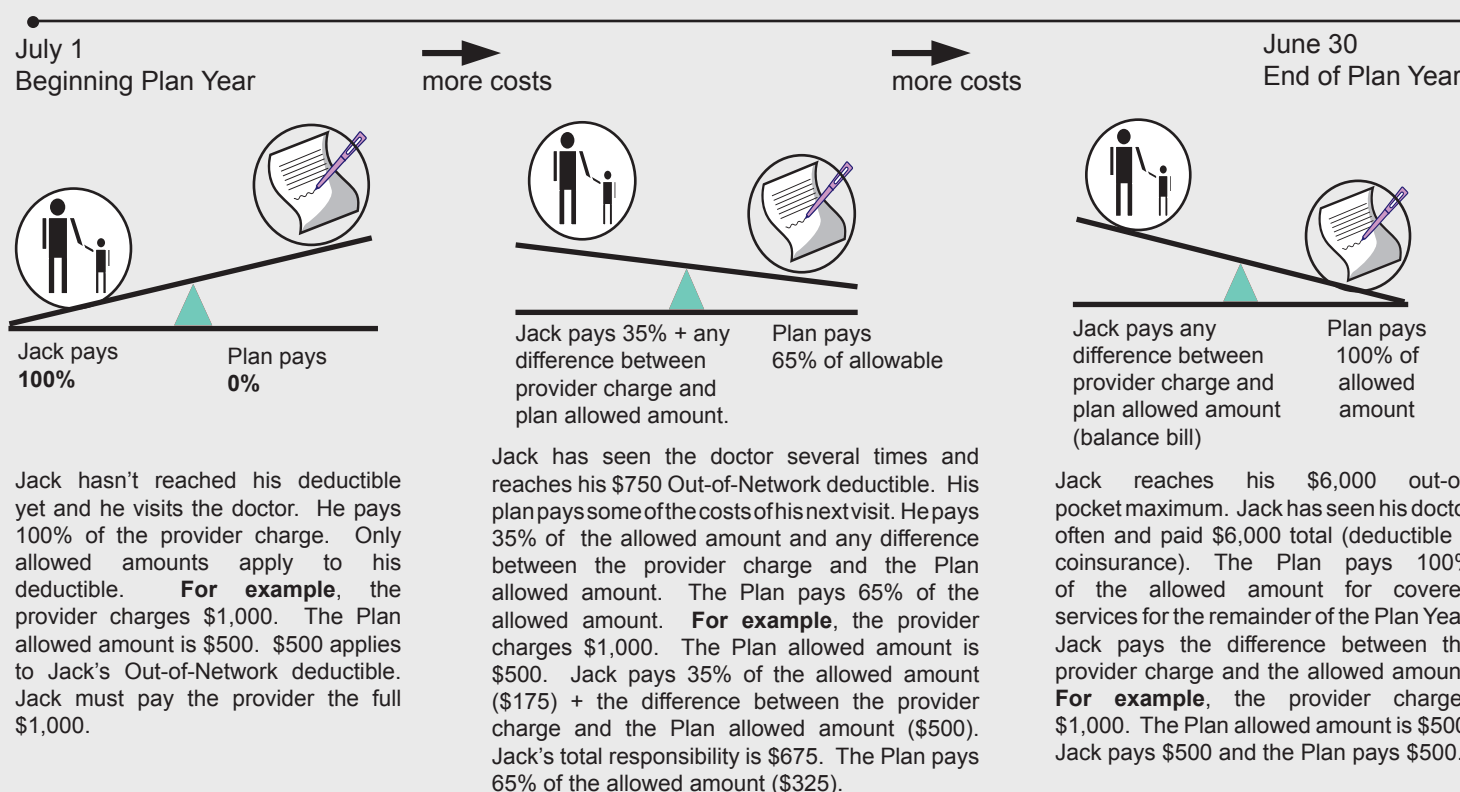 July 1
Beginning Plan Year
more costs
more costs
June 30
End of Plan Year
Jack pays
100%
Plan pays
0%
Jack pays 35% + any
difference between
provider charge and
plan allowed amount.
Plan pays
65% of allowable
Jack pays any
difference between
provider charge and
plan allowed amount
(balance bill)
Plan pays
100% of
allowed
amount
Jack hasn't reached his deductible
yet and he visits the doctor. He pays
100% of the provider charge. Only
allowed amounts apply to his
deductible. For example, the
provider charges $1,000. The Plan
allowed amount is $500. $500 applies
to Jack's Out-of-Network deductible.
Jack must pay the provider the full
$1,000.
Jack has seen the doctor several times and
reaches his $750 Out-of-Network deductible. His
plan pays some of the costs of his next visit. He pays
35% of the allowed amount and any difference
between the provider charge and the Plan
allowed amount. The Plan pays 65% of the
allowed amount. For example, the provider
charges $1,000. The Plan allowed amount is
$500. Jack pays 35% of the allowed amount
($175) + the difference between the provider
charge and the Plan allowed amount ($500).
Jack's total responsibility is $675. The Plan pays
65% of the allowed amount ($325).
Jack reaches his $6,000 out-o
pocket maximum. Jack has seen his docto
often and paid $6,000 total (deductible
coinsurance). The Plan pays 100%
of the allowed amount for covere
services for the remainder of the Plan Yea
Jack pays the difference between th
provider charge and the allowed amoun
For example, the provider charge
$1,000. The Plan allowed amount is $500
Jack pays $500 and the Plan pays $500.